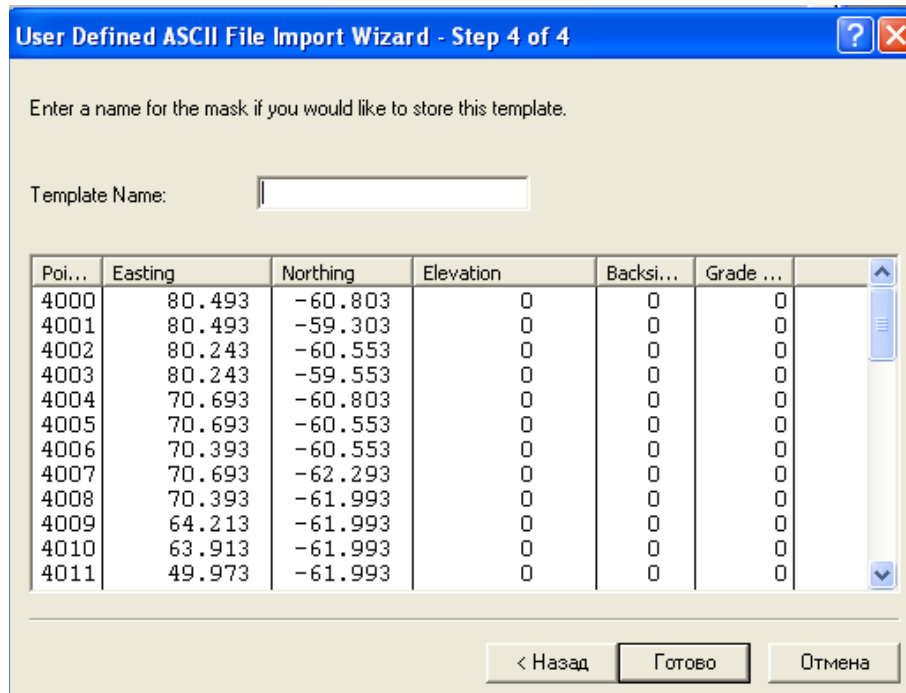 User Defined ASCII File Import Wizard - Step 4 of 4
Enter a name for the mask if you would like to store this template.
Template Name:
Poi... Easting Northing Elevation Backsi... Grade ...
4000 80.493 -60.803 0 0 0
4001 80.493 -59.303 0 0 0
4002 80.243 -60.553 0 0 0
4003 80.243 -59.553 0 0 0
4004 70.693 -60.803 0 0 0
4005 70.693 -60.553 0 0 0
4006 70.393 -60.553 0 0 0
4007 70.693 -62.293 0 0 0
4008 70.393 -61.993 0 0 0
4009 64.213 -61.993 0 0 0
4010 63.913 -61.993 0 0 0
4011 49.973 -61.993 0 0 0
< Назад Готово Отмена